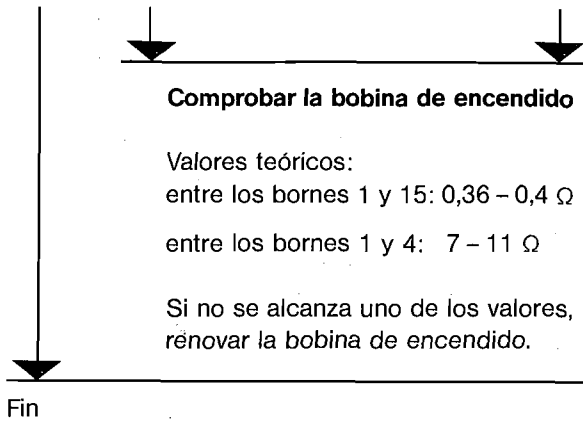 Comprobar la bobina de encendido
Valores teóricos:
entre los bornes 1 y 15: 0,36 – 0,4 Ω
entre los bornes 1 y 4: 7 – 11 Ω
Si no se alcanza uno de los valores,
renovar la bobina de encendido.
Fin